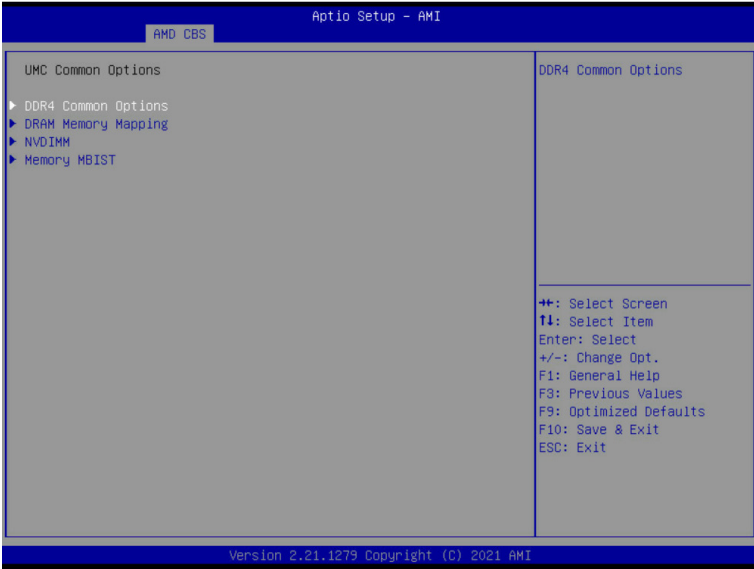 Aptio Setup - AMI
AMD CBS
UMC Common Options
DDR4 Common Options
DRAM Memory Mapping
NVDIMM
Memory MBIST
DDR4 Common Options
→←: Select Screen
↑↓: Select Item
Enter: Select
+/-: Change Opt.
F1: General Help
F3: Previous Values
F9: Optimized Defaults
F10: Save & Exit
ESC: Exit
Version 2.21.1279 Copyright (C) 2021 AMI